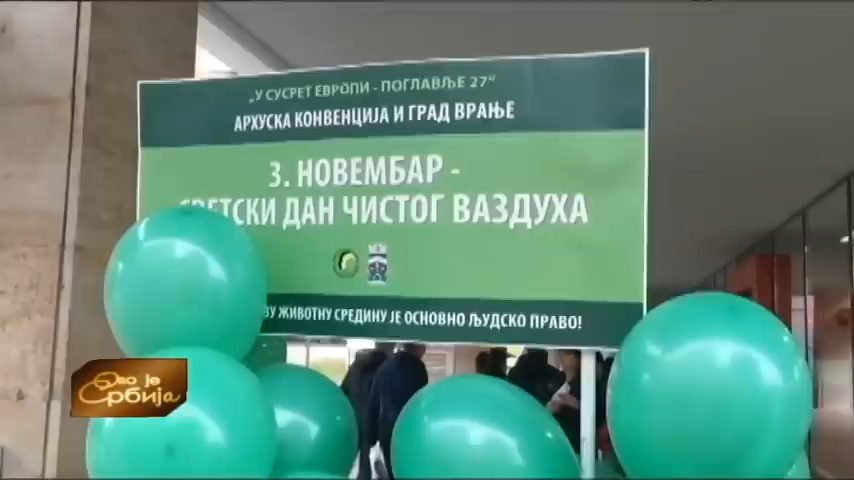 „У СУСРЕТ ЕВРОПИ - ПОГЛАВЉЕ 27“
АРХУСКА КОНВЕНЦИЈА И ГРАД ВРАЊЕ
3. НОВЕМБАР -
СВЕТСКИ ДАН ЧИСТОГ ВАЗДУХА
ЖИВОТНУ СРЕДИНУ ЈЕ ОСНОВНО ЉУДСКО ПРАВО!
Ово је
Србија